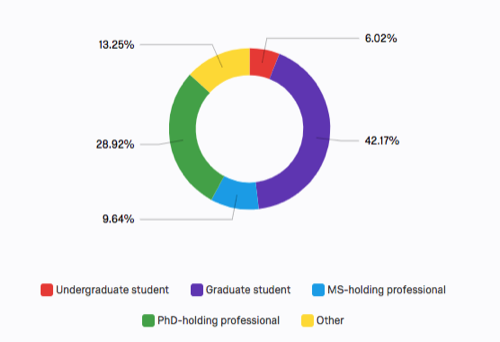 6.02%
13.25%
42.17%
28.92%
9.64%
Undergraduate student Graduate student MS-holding professional
PhD-holding professional Other